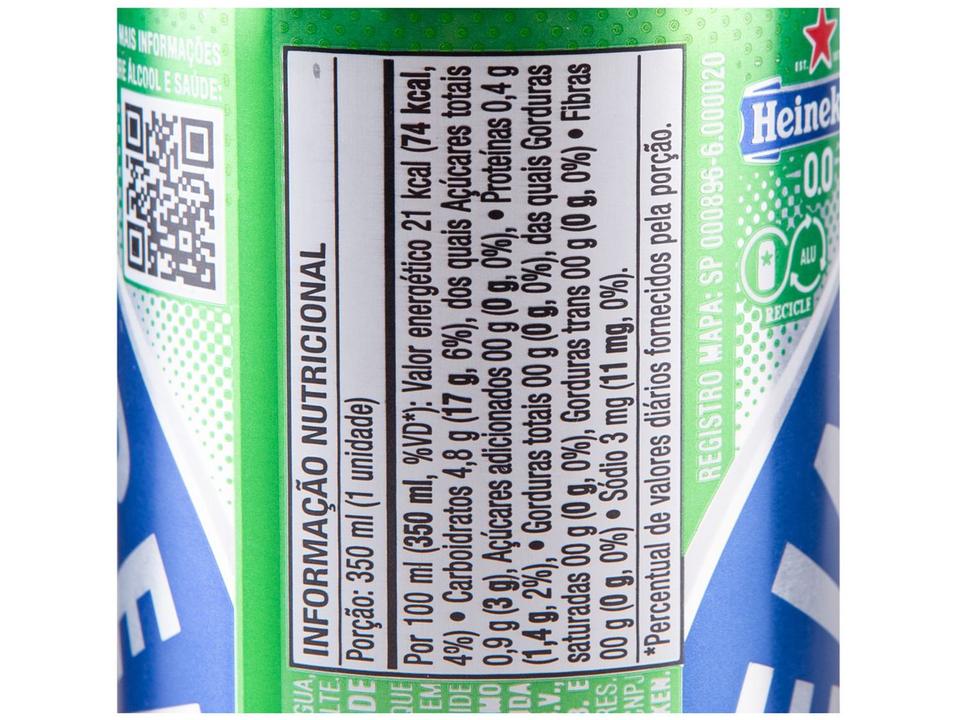 MAIS INFORMAÇÕES
ÁLCOOL E SAÚDE:
INFORMAÇÃO NUTRICIONAL
Porção: 350 ml (1 unidade)
Por 100 ml (350 ml, %VD*): Valor energético 21 kcal (74 kcal,
4%) • Carboidratos 4,8 g (17 g, 6%), dos quais Açúcares totais
0,9 g (3 g), Açúcares adicionados 00 g (0 g, 0%), • Proteínas 0,4 g
(1,4 g, 2%), • Gorduras totais 00 g (0 g, 0%), das quais Gorduras
saturadas 00 g (0 g, 0%), Gorduras trans 00 g (0 g, 0%) • Fibras
00 g (0 g, 0%) • Sódio 3 mg (11 mg, 0%).
*Percentual de valores diários fornecidos pela porção.
REGISTRO MAPA: SP 000896-6.000020
EST.
Heinek
0.0
ALU
RECICLE